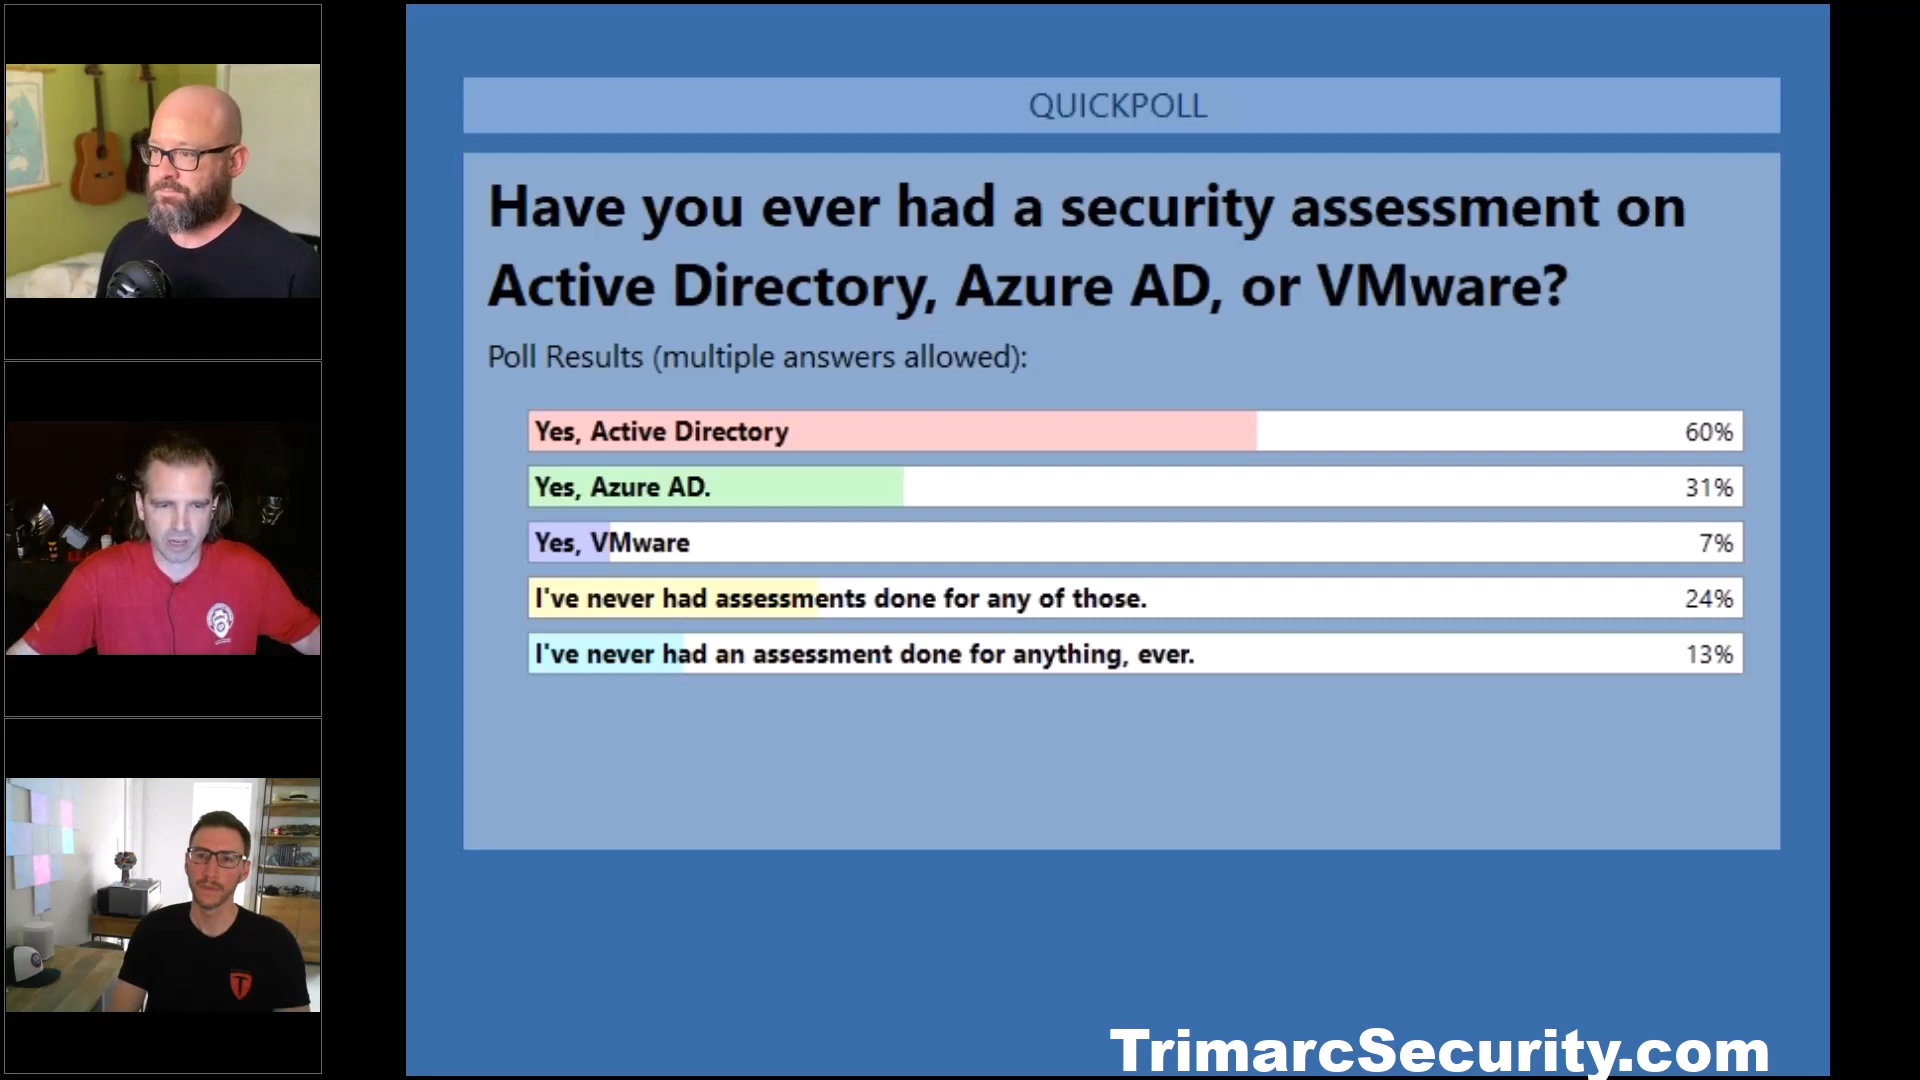 QUICKPOLL
Have you ever had a security assessment on
Active Directory, Azure AD, or VMware?
Poll Results (multiple answers allowed):
Yes, Active Directory 60%
Yes, Azure AD. 31%
Yes, VMware 7%
I've never had assessments done for any of those. 24%
I've never had an assessment done for anything, ever. 13%
T
TrimarcSecurity.com